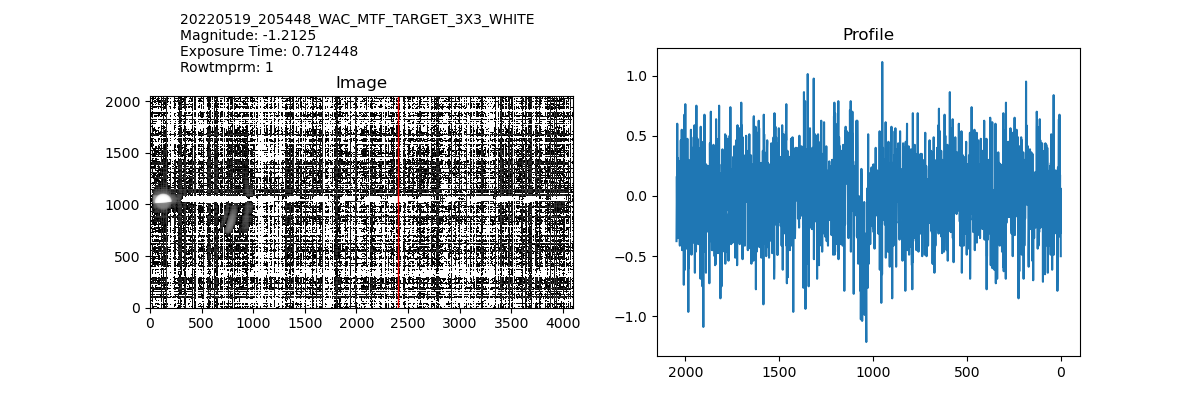 20220519_205448_WAC_MTF_TARGET_3X3_WHITE
Magnitude: -1.2125
Exposure Time: 0.712448
Rowtmprm: 1
Image
2000
1500
1000
500
0
0 500 1000 1500 2000 2500 3000 3500 4000
Profile
1.0
0.5
0.0
−0.5
−1.0
2000 1500 1000 500 0